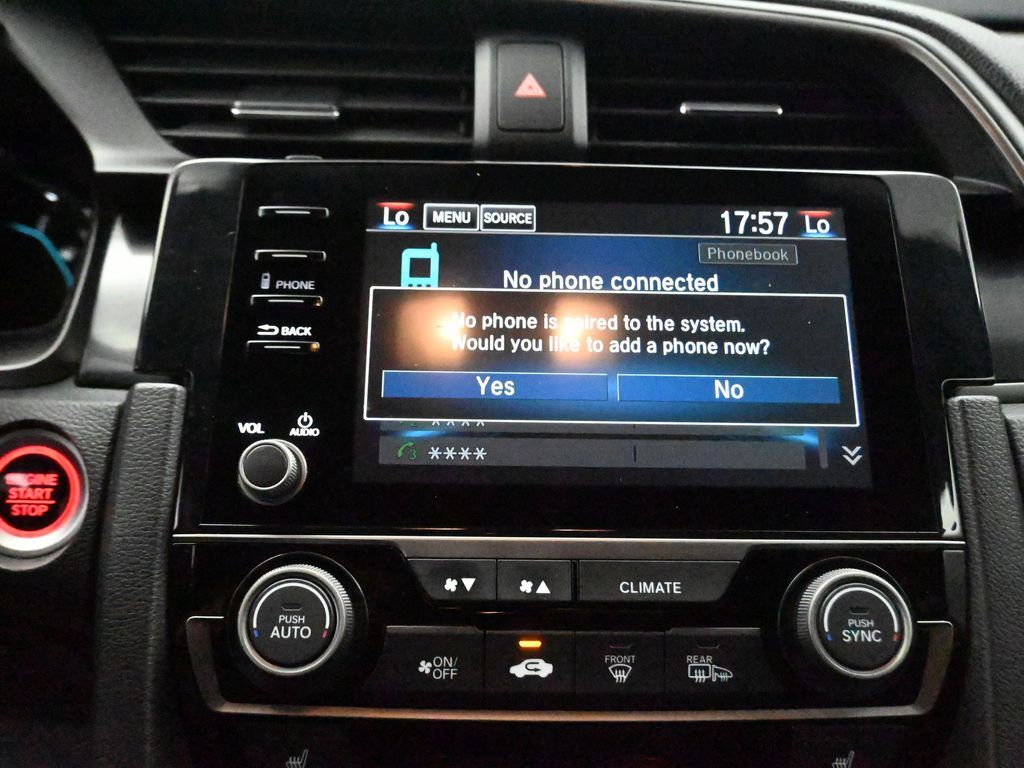 Lo MENU SOURCE 17:57 Lo
Phonebook
No phone connected
PHONE
BACK
No phone is paired to the system.
Would you like to add a phone now?
Yes No
VOL AUDIO
3 ****
ENGINE
START
STOP
CLIMATE
PUSH
AUTO
PUSH
SYNC
ON/
OFF
FRONT
REAR